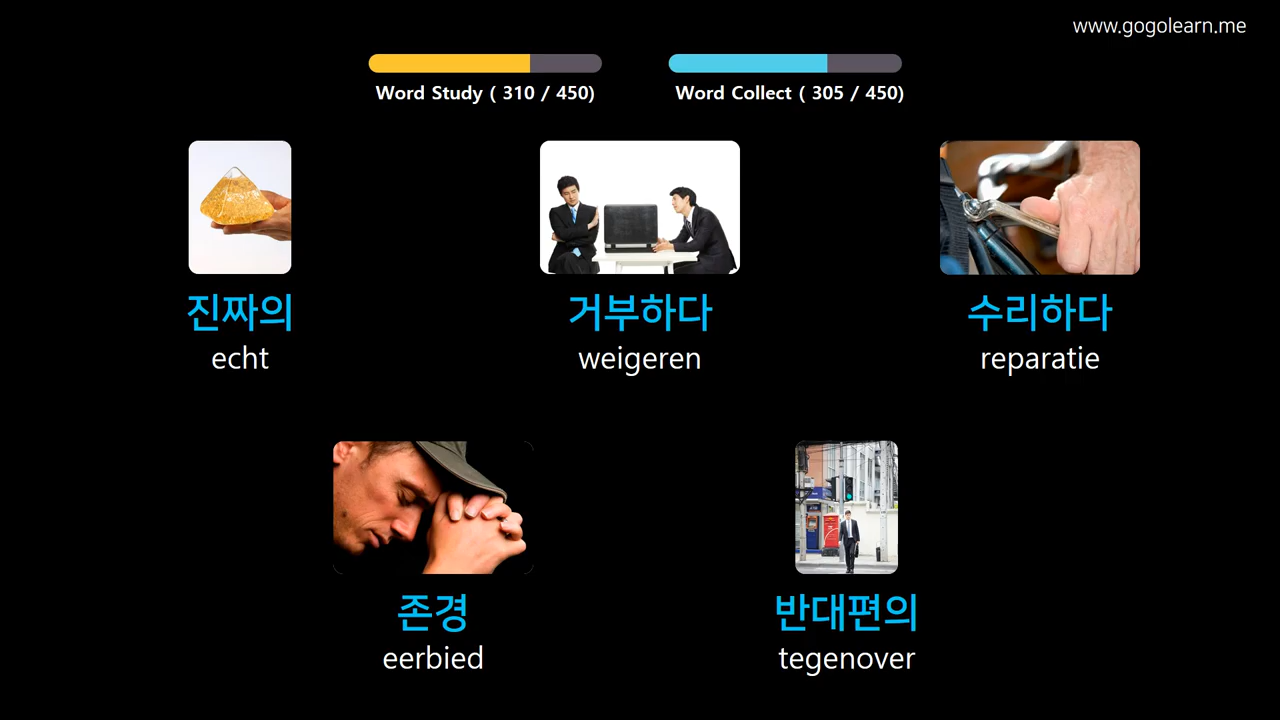 www.gogolearn.me
Word Study ( 310 / 450)
Word Collect ( 305 / 450)
진짜의
echt
거부하다
weigeren
수리하다
reparatie
존경
eerbied
반대편의
tegenover